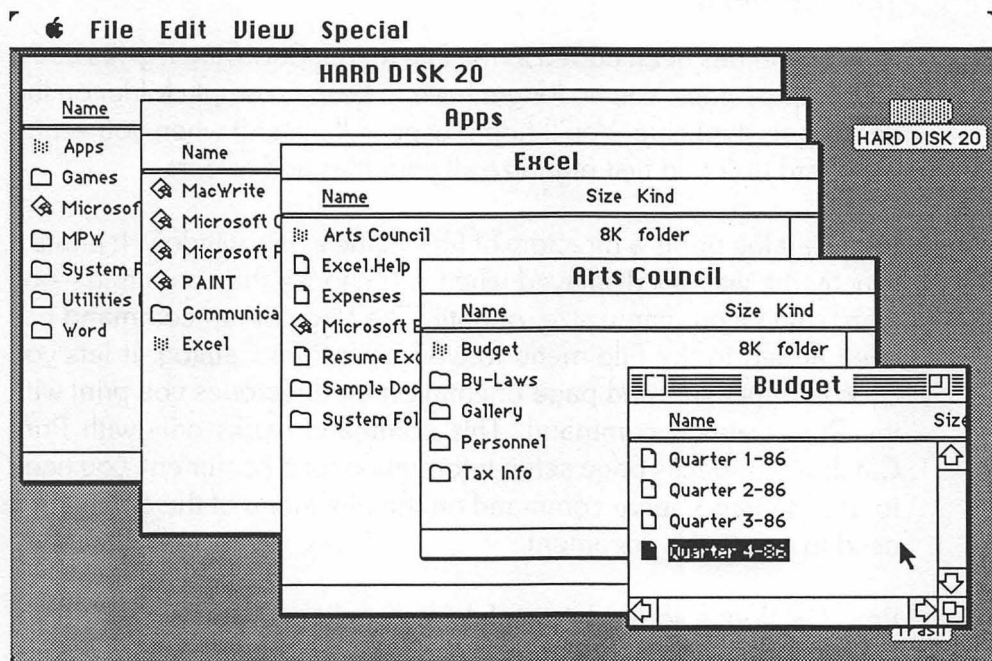 File Edit View Special
HARD DISK 20
Name
Apps
Games
Microsof
MPW
System F
Utilities
Word
HARD DISK 20
Apps
Name
MacWrite
Microsoft
Microsoft
PAINT
Communica
Excel
Excel
Name Size Kind
Arts Council 8K folder
Excel Help
Expenses
Microsoft E
Resume Exc
Sample Doc
System Fol
Arts Council
Name Size Kind
Budget 8K folder
By-Laws
Gallery
Personnel
Tax Info
Budget
Name Size
Quarter 1-86
Quarter 2-86
Quarter 3-86
Quarter 4-86
Trash